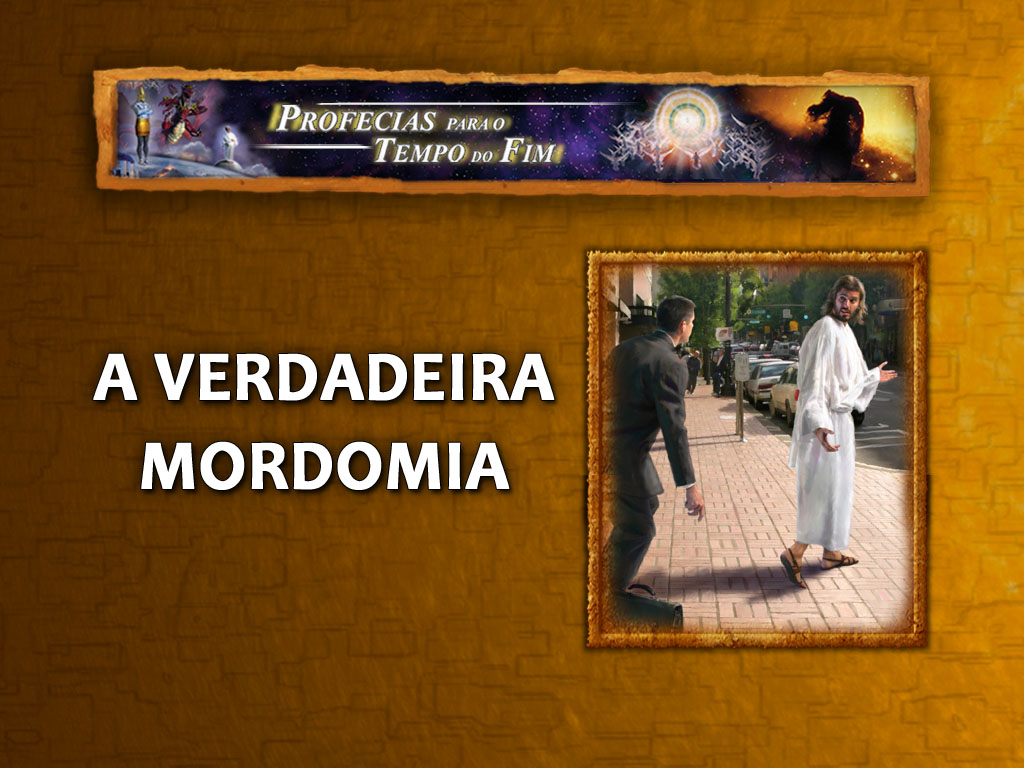 PROFECIAS PARA O
TEMPO DO FIM
A VERDADEIRA
MORDOMIA